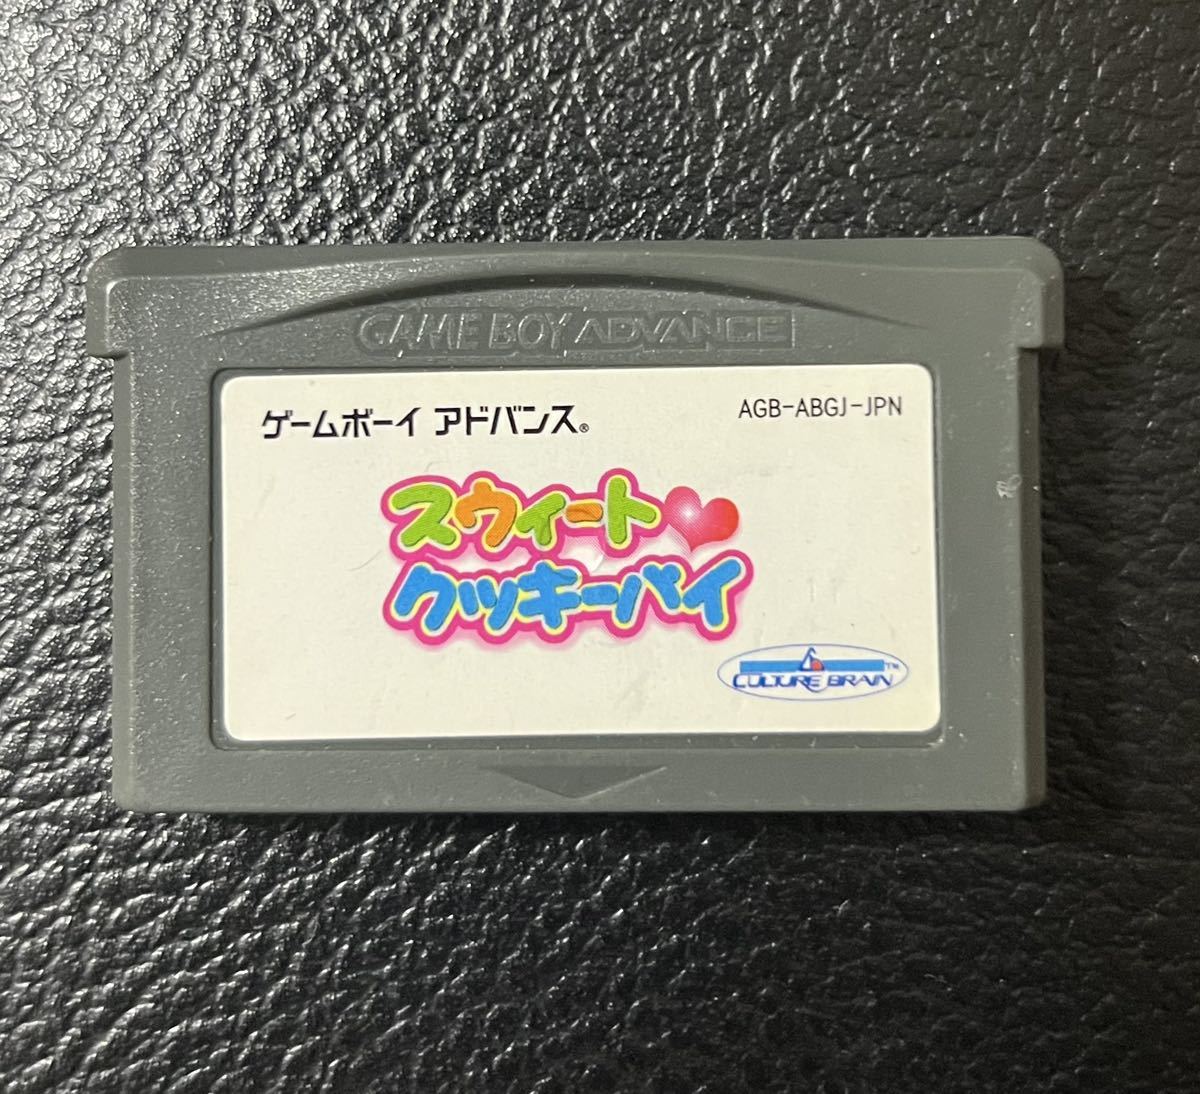 GAME BOY ADVANCE
ゲームボーイ アドバンス®
AGB-ABGJ-JPN
スウィート
クッキーパイ
CULTURE BRAIN™